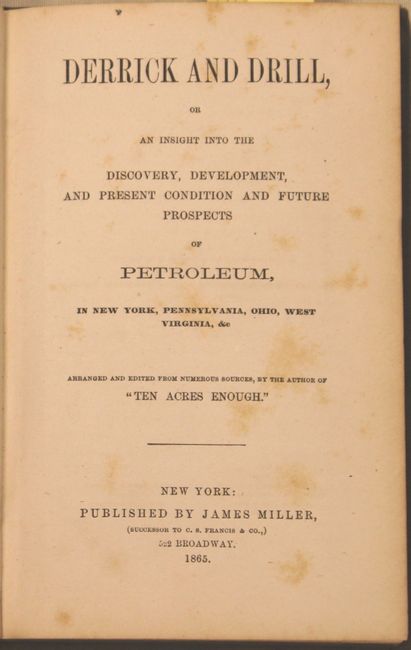 DERRICK AND DRILL,
OR
AN INSIGHT INTO THE
DISCOVERY, DEVELOPMENT,
AND PRESENT CONDITION AND FUTURE
PROSPECTS
OF
PETROLEUM,
IN NEW YORK, PENNSYLVANIA, OHIO, WEST
VIRGINIA, &c
ARRANGED AND EDITED FROM NUMEROUS SOURCES, BY THE AUTHOR OF
"TEN ACRES ENOUGH."
NEW YORK:
PUBLISHED BY JAMES MILLER,
(SUCCESSOR TO C. S. FRANCIS & CO.,)
522 BROADWAY.
1865.